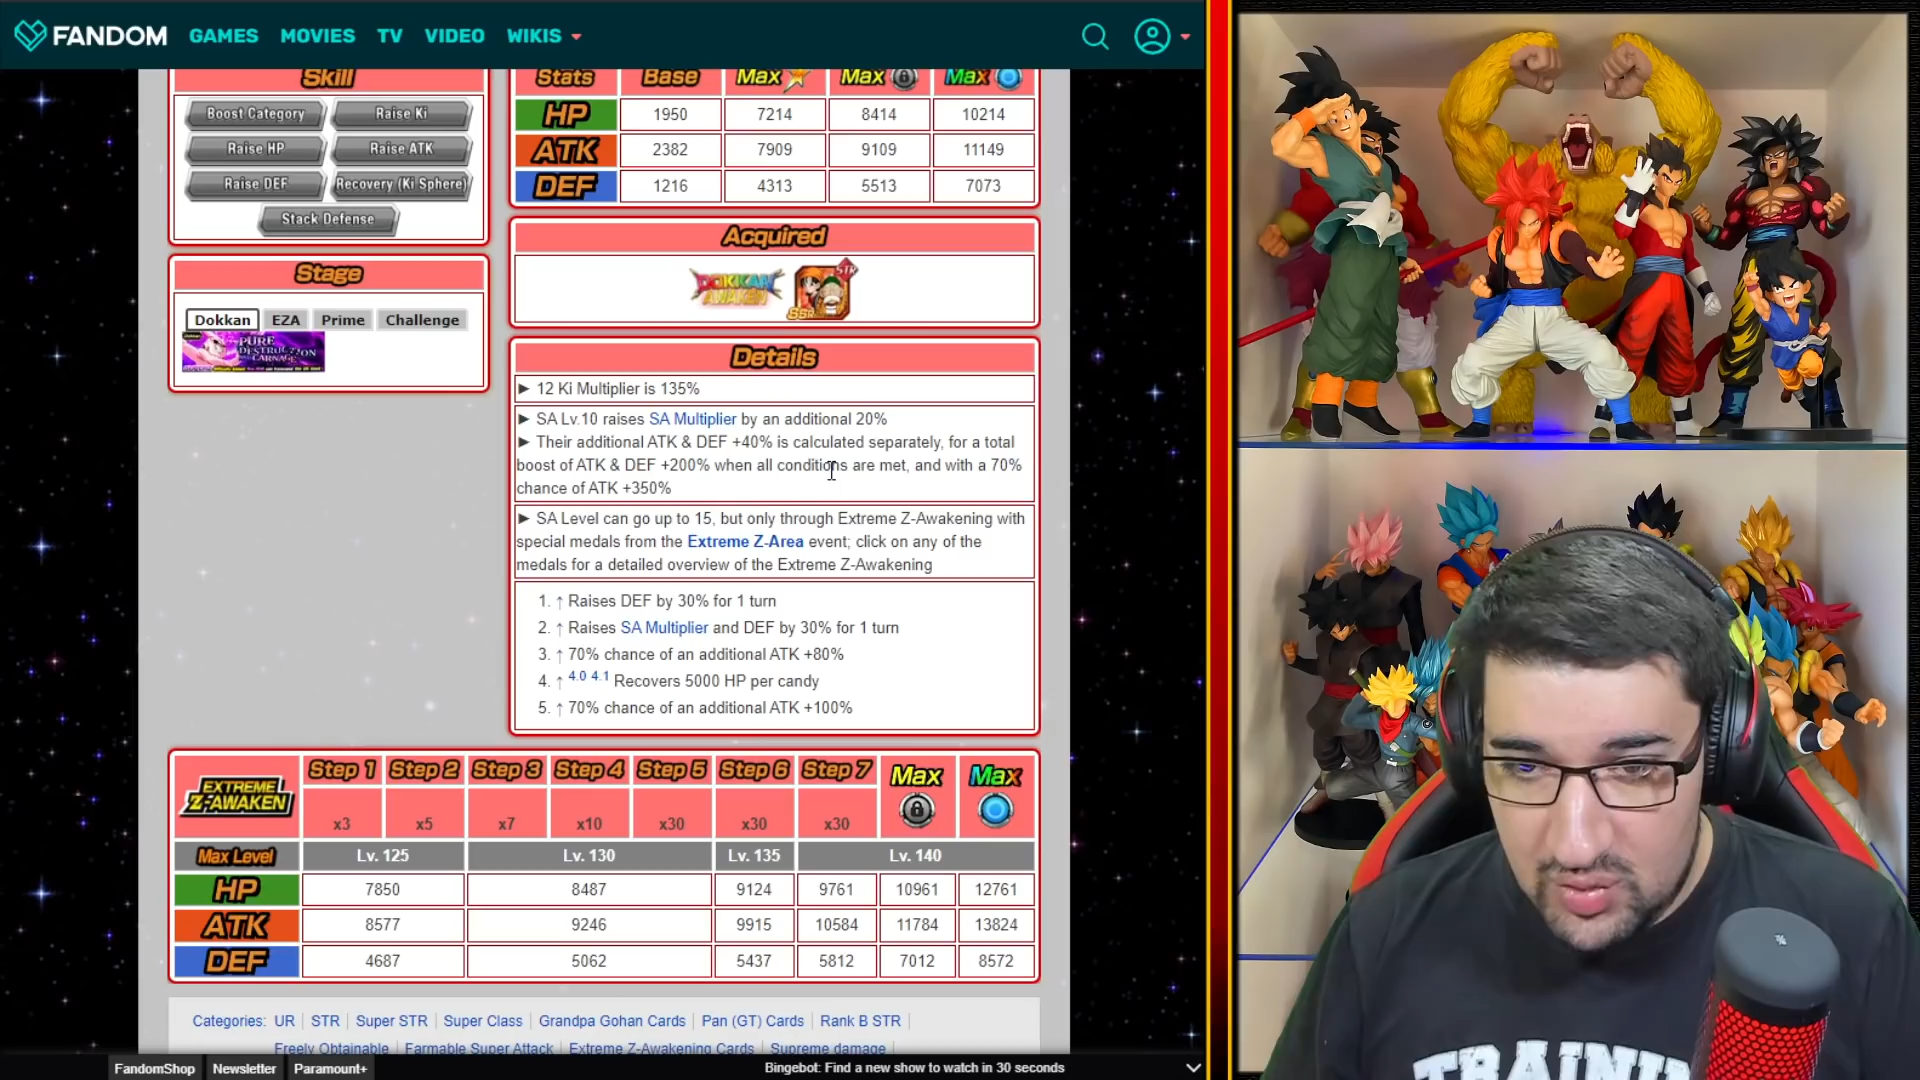 FANDOM GAMES MOVIES TV VIDEO WIKIS
Skill
Boost Category Raise Ki
Raise HP Raise ATK
Raise DEF Recovery (Ki Sphere)
Stack Defense
Stage
Dokkan EZA Prime Challenge
PURE
DESTRUCTION
CARNAGE
Stats Base Max Max Max
HP 1950 7214 8414 10214
ATK 2382 7909 9109 11149
DEF 1216 4313 5513 7073
Acquired
DOKKAN AWAKEN SSR STR
Details
► 12 Ki Multiplier is 135%
► SA Lv.10 raises SA Multiplier by an additional 20%
► Their additional ATK & DEF +40% is calculated separately, for a total
boost of ATK & DEF +200% when all conditions are met, and with a 70%
chance of ATK +350%
► SA Level can go up to 15, but only through Extreme Z-Awakening with
special medals from the Extreme Z-Area event; click on any of the
medals for a detailed overview of the Extreme Z-Awakening
1. ↑ Raises DEF by 30% for 1 turn
2. ↑ Raises SA Multiplier and DEF by 30% for 1 turn
3. ↑ 70% chance of an additional ATK +80%
4. ↑ 4.0 4.1 Recovers 5000 HP per candy
5. ↑ 70% chance of an additional ATK +100%
EXTREME Z-AWAKEN Step 1 Step 2 Step 3 Step 4 Step 5 Step 6 Step 7 Max Max
x3 x5 x7 x10 x30 x30 x30
Max Level Lv. 125 Lv. 130 Lv. 135 Lv. 140
HP 7850 8487 9124 9761 10961 12761
ATK 8577 9246 9915 10584 11784 13824
DEF 4687 5062 5437 5812 7012 8572
Categories: UR STR Super STR Super Class Grandpa Gohan Cards Pan (GT) Cards Rank B STR
Freely Obtainable Farmable Super Attack Extreme Z-Awakening Cards Supreme damage
FandomShop Newsletter Paramount+ Bingebot: Find a new show to watch in 30 seconds